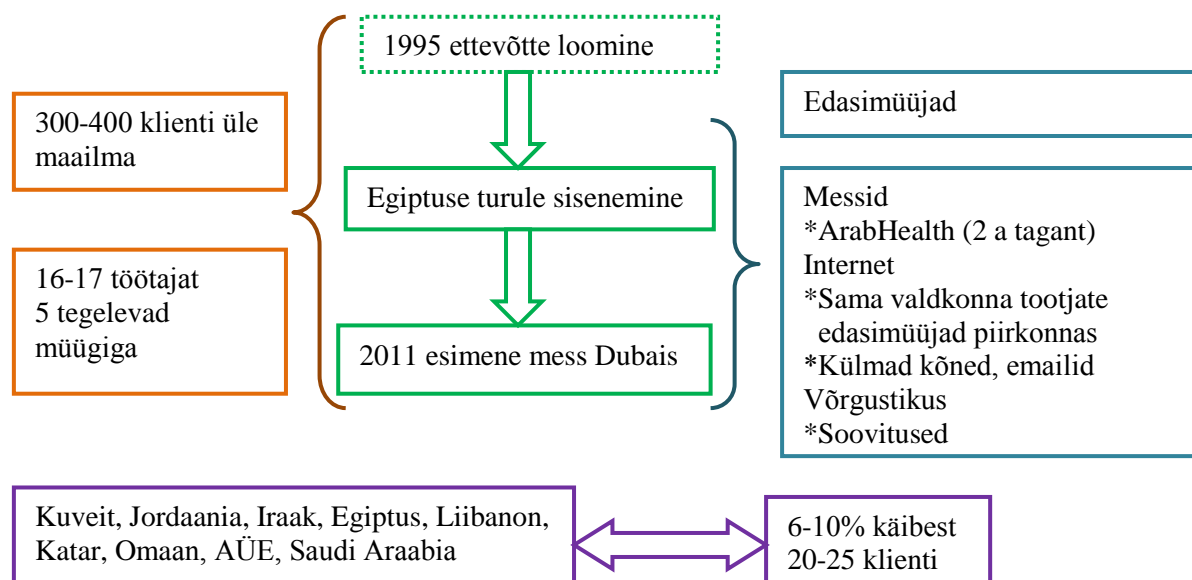 1995 ettevõtte loomine
300-400 klienti üle
maailma
16-17 töötajat
5 tegelevad
müügiga
Egiptuse turule sisenemine
2011 esimene mess Dubais
Edasimüüjad
Messid
*ArabHealth (2 a tagant)
Internet
*Sama valdkonna tootjate
edasimüüjad piirkonnas
*Külmad kõned, emailid
Võrgustikus
*Soovitused
Kuveit, Jordaania, Iraak, Egiptus, Liibanon,
Katar, Omaan, AÜE, Saudi Araabia
6-10% käibest
20-25 klienti